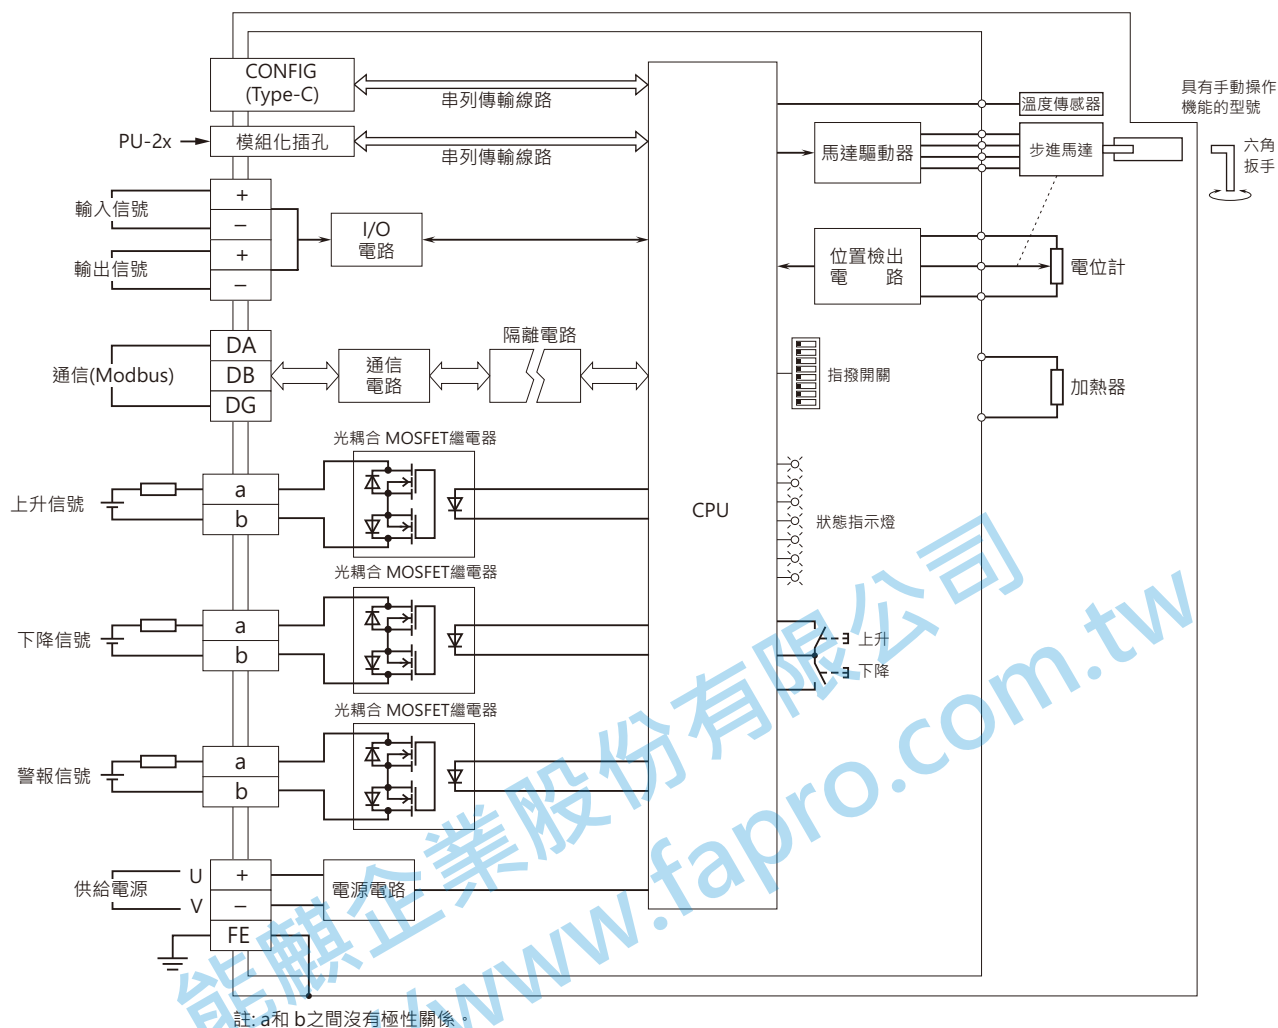 CONFIG
(Type-C)
串列傳輸線路
PU-2x
模組化插孔
串列傳輸線路
輸入信號
+
−
輸出信號
+
−
I/O
電路
通信(Modbus)
DA
DB
DG
通信
電路
隔離電路
光耦合 MOSFET繼電器
上升信號
a
b
光耦合 MOSFET繼電器
下降信號
a
b
光耦合 MOSFET繼電器
警報信號
a
b
供給電源
U
V
+
−
FE
電源電路
CPU
溫度傳感器
馬達驅動器
步進馬達
具有手動操作
機能的型號
六角
扳手
位置檢出
電 路
電位計
指撥開關
加熱器
狀態指示燈
上升
下降
註: a和 b之間沒有極性關係。
能麒企業股份有限公司
/www.fapro.com.tw